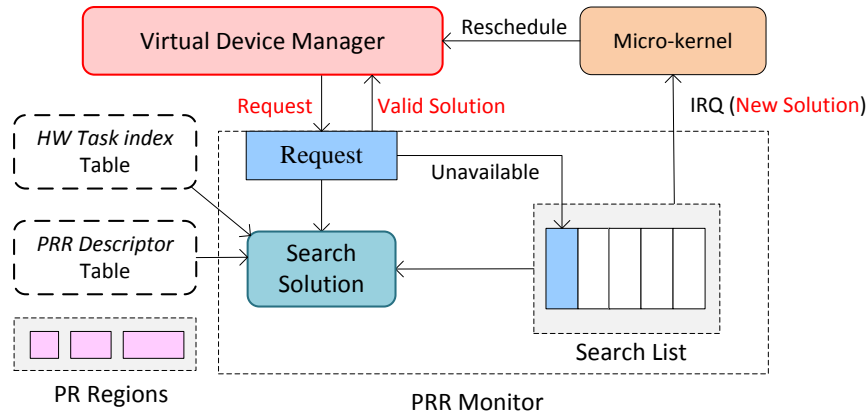 Virtual Device Manager
Reschedule
Micro-kernel
Request
Valid Solution
IRQ (New Solution)
HW Task index
Table
Request
Unavailable
PRR Descriptor
Table
Search
Solution
Search List
PR Regions
PRR Monitor